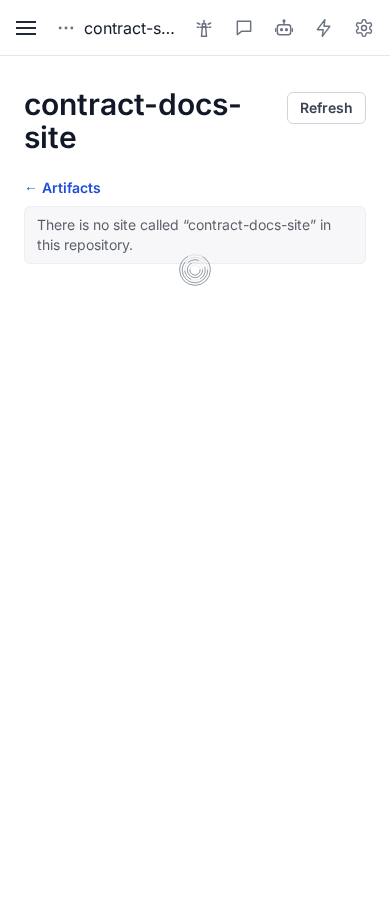 contract-s...
contract-docs-
site
Refresh
← Artifacts
There is no site called “contract-docs-site” in
this repository.